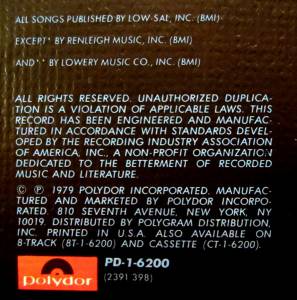 ALL SONGS PUBLISHED BY LOW-SAL, INC. (BMI)
EXCEPT* BY RENLEIGH MUSIC, INC. (BMI)
AND** BY LOWERY MUSIC CO., INC. (BMI)
ALL RIGHTS RESERVED. UNAUTHORIZED DUPLICA-
TION IS A VIOLATION OF APPLICABLE LAWS. THIS
RECORD HAS BEEN ENGINEERED AND MANUFAC-
TURED IN ACCORDANCE WITH STANDARDS DEVEL-
OPED BY THE RECORDING INDUSTRY ASSOCIATION
OF AMERICA, INC., A NON-PROFIT ORGANIZATION
DEDICATED TO THE BETTERMENT OF RECORDED
MUSIC AND LITERATURE.
© ℗ 1979 POLYDOR INCORPORATED. MANUFAC-
TURED AND MARKETED BY POLYDOR INCORPO-
RATED. 810 SEVENTH AVENUE, NEW YORK, NY
10019. DISTRIBUTED BY POLYGRAM DISTRIBUTION,
INC. PRINTED IN U.S.A. ALSO AVAILABLE ON
8-TRACK (8T-1-6200) AND CASSETTE (CT-1-6200).
polydor
PD-1-6200
(2391 398)